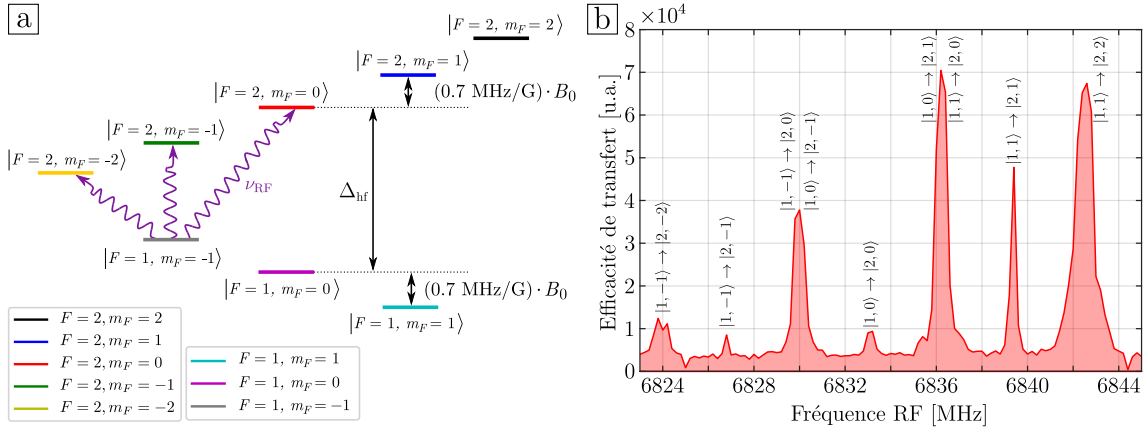 a
|F = 2, m_F = 2⟩
|F = 2, m_F = 1⟩
(0.7 MHz/G) · B_0
|F = 2, m_F = 0⟩
|F = 2, m_F = -1⟩
|F = 2, m_F = -2⟩
ν_RF
Δ_hf
|F = 1, m_F = -1⟩
|F = 1, m_F = 0⟩
(0.7 MHz/G) · B_0
|F = 1, m_F = 1⟩
F = 2, m_F = 2
F = 2, m_F = 1
F = 2, m_F = 0
F = 2, m_F = −1
F = 2, m_F = −2
F = 1, m_F = 1
F = 1, m_F = 0
F = 1, m_F = −1
b
8 ×10^4
7
6
5
4
3
2
1
0
Efficacité de transfert [u.a.]
|1,−1⟩ → |2,−2⟩
|1,−1⟩ → |2,−1⟩
|1,−1⟩ → |2,0⟩
|1,0⟩ → |2,−1⟩
|1,0⟩ → |2,0⟩
|1,0⟩ → |2,1⟩
|1,1⟩ → |2,0⟩
|1,1⟩ → |2,1⟩
|1,1⟩ → |2,2⟩
6824 6828 6832 6836 6840 6844
Fréquence RF [MHz]